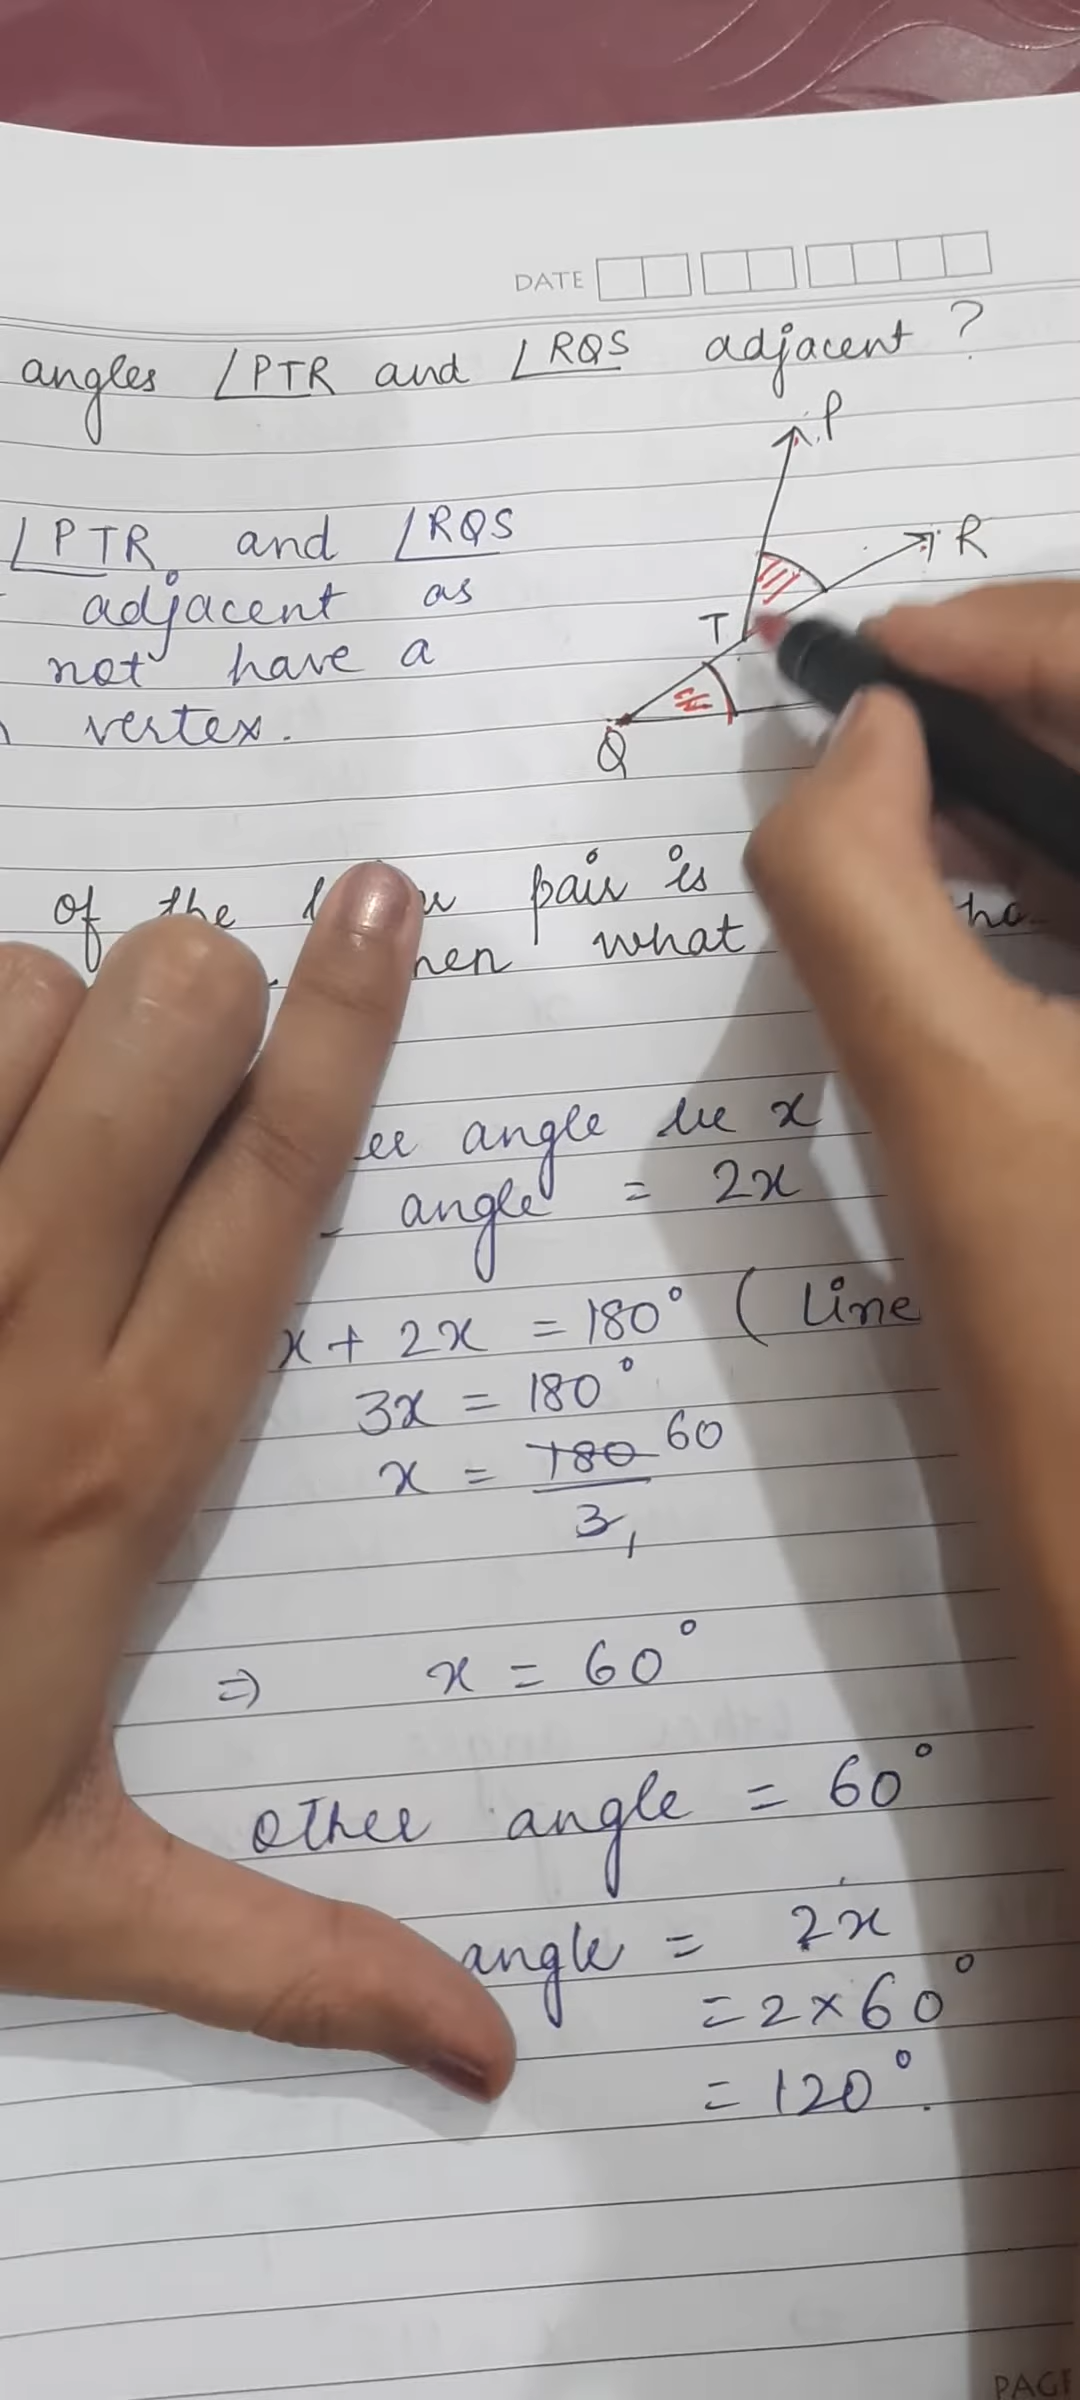 DATE
angles ∠PTR and ∠RQS adjacent ?
P
∠PTR and ∠RQS
R
adjacent as
T
not have a
vertex.
Q
of the pair is
what
angle be x
angle = 2x
x + 2x = 180° ( Line
3x = 180°
x = 180 60
3 1
⇒ x = 60°
Other angle = 60°
angle = 2x
= 2×60°
= 120°.
PAGE